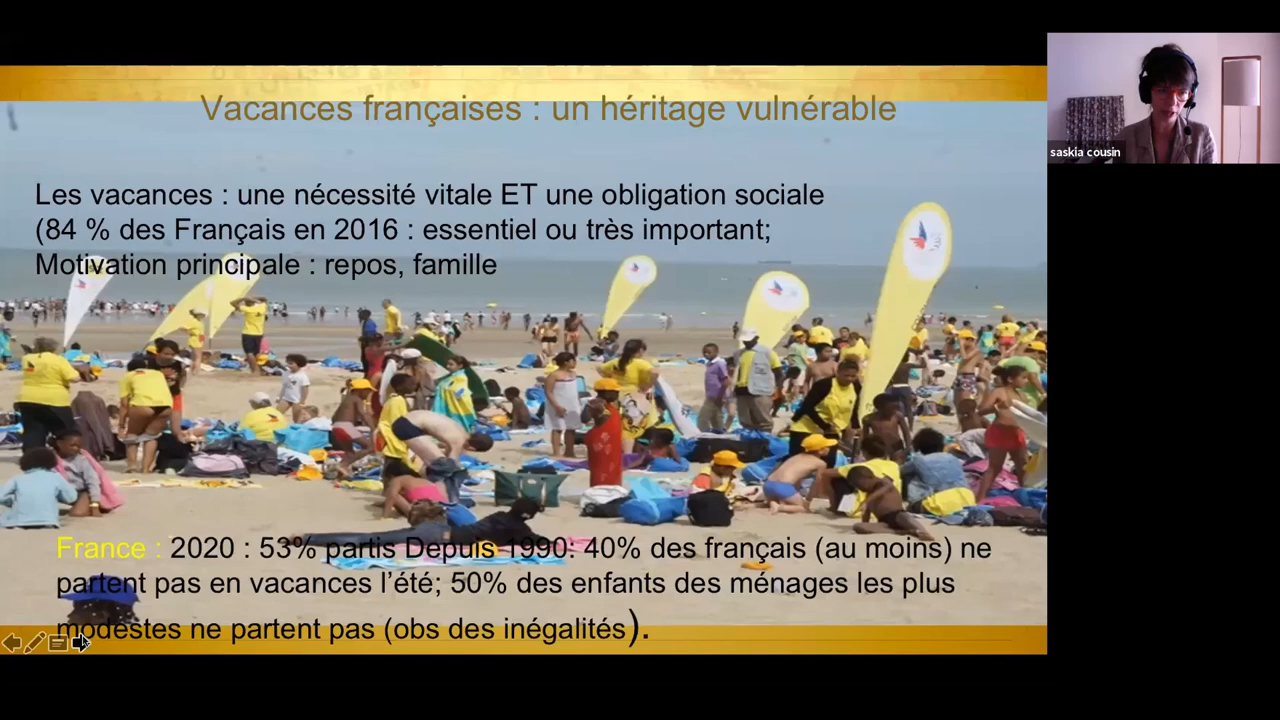 Vacances françaises : un héritage vulnérable
Les vacances : une nécessité vitale ET une obligation sociale
(84 % des Français en 2016 : essentiel ou très important;
Motivation principale : repos, famille
France : 2020 : 53% partis Depuis 1990: 40% des français (au moins) ne
partent pas en vacances l'été; 50% des enfants des ménages les plus
modestes ne partent pas (obs des inégalités).
saskia cousin